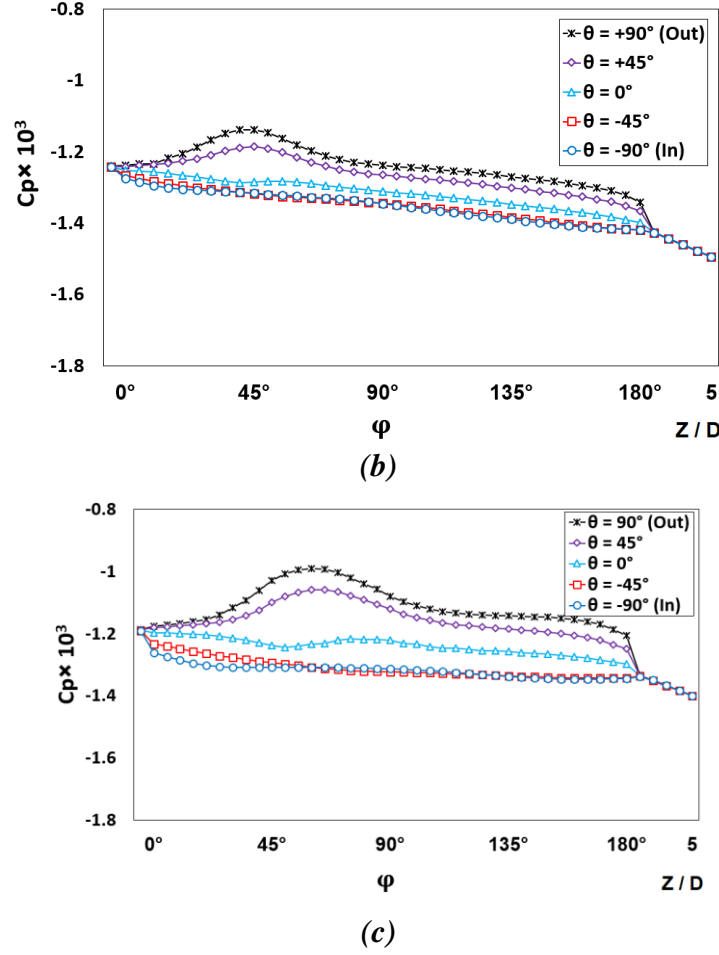 -0.8
-1
-1.2
-1.4
-1.6
-1.8
Cp× 10³
θ = +90° (Out)
θ = +45°
θ = 0°
θ = -45°
θ = -90° (In)
0° 45° 90° 135° 180° 5
φ Z / D
(b)
-0.8
-1
-1.2
-1.4
-1.6
-1.8
Cp× 10³
θ = 90° (Out)
θ = 45°
θ = 0°
θ = -45°
θ = -90° (In)
0° 45° 90° 135° 180° 5
φ Z / D
(c)